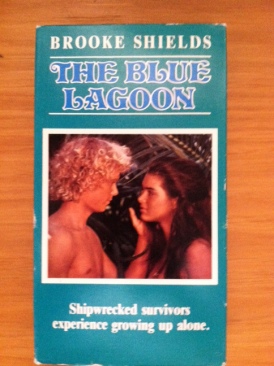 BROOKE SHIELDS
THE BLUE
LAGOON
Shipwrecked survivors
experience growing up alone.